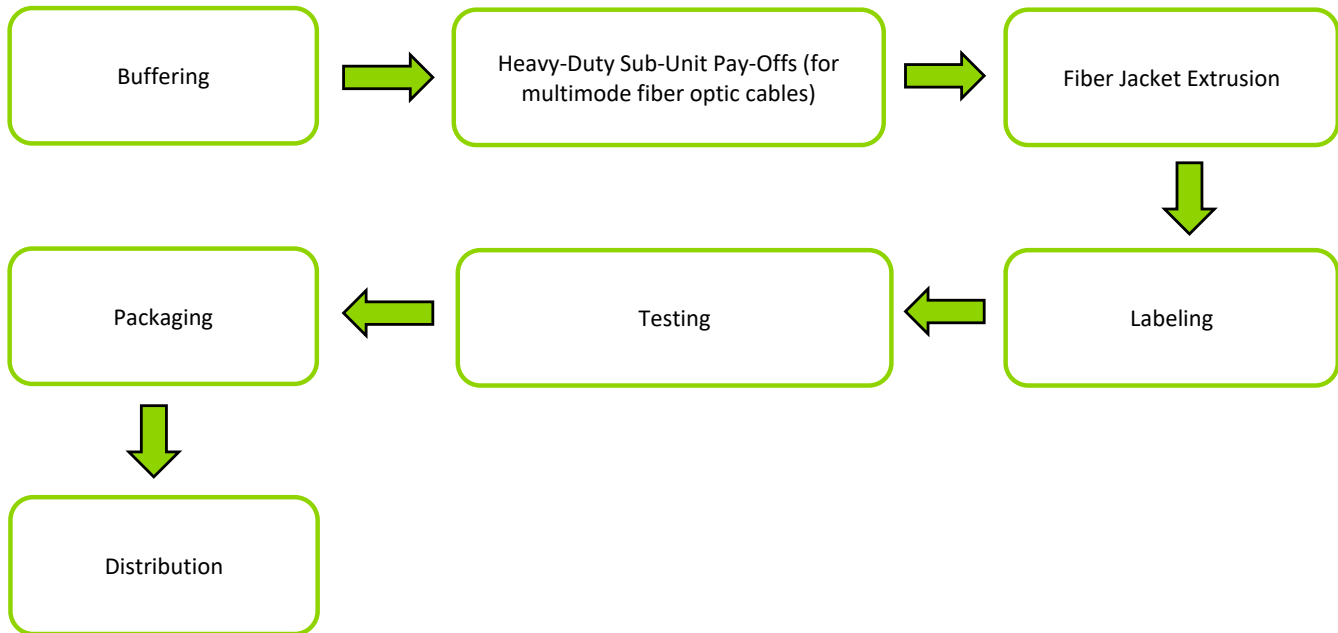 Buffering
Heavy-Duty Sub-Unit Pay-Offs (for
multimode fiber optic cables)
Fiber Jacket Extrusion
Labeling
Testing
Packaging
Distribution